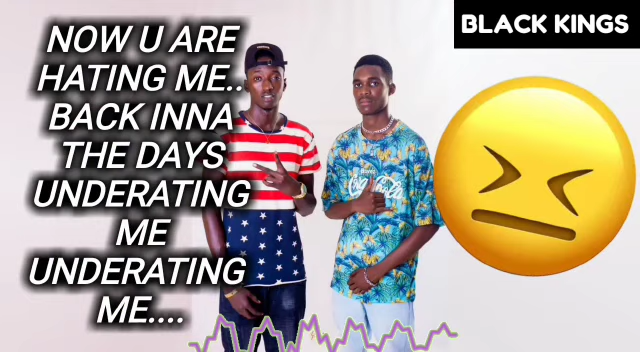 BLACK KINGS
NOW U ARE
HATING ME..
BACK INNA
THE DAYS
UNDERATING
ME
UNDERATING
ME....